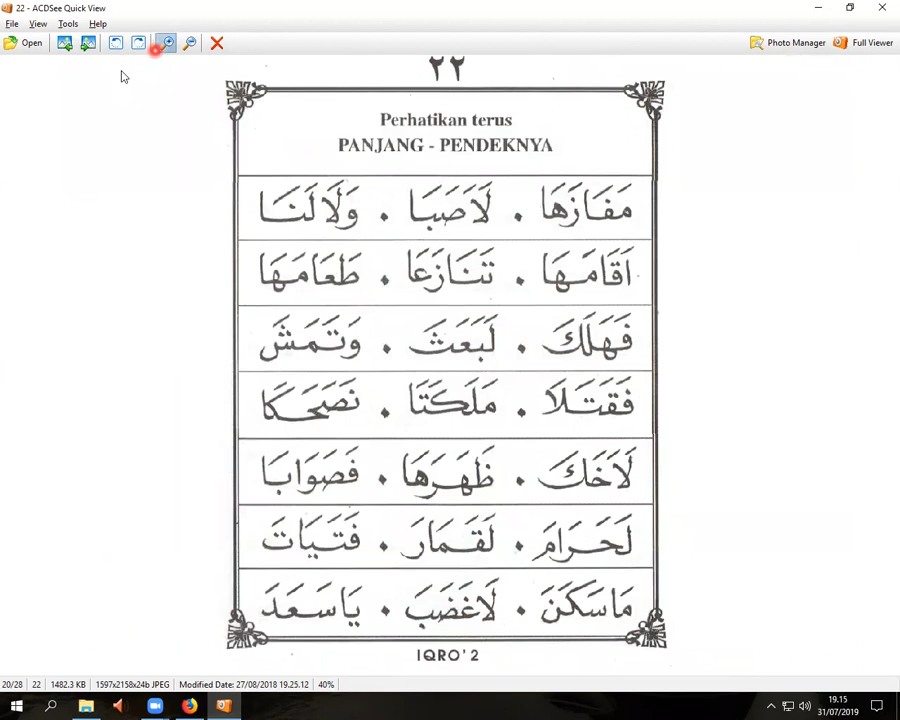 22 - ACDSee Quick View
File View Tools Help
Open Photo Manager Full Viewer
٢٢
Perhatikan terus
PANJANG - PENDEKNYA
مَفَازَهَا . لَاصَبَا . وَلَالَنَا
اَقَامَهَا . تَنَازَعَا . طَعَامَهَا
فَهَلَكَ . لَبَعَثَ . وَتَمَشَ
فَقَتَلَا . مَلَكَتَا . نَصَحَكَا
لَاَخَكَ . ظَهَرَهَا . فَصَوَابَا
لَحَرَامَ . لَقَمَارَ . فَتَيَاتَ
مَاسَكَنَ . لَاغَضَبَ . يَاسَعَدَ
IQRO' 2
20/28 22 1482.3 KB 1597x2158x24b JPEG Modified Date: 27/08/2018 19.25.12 40%
19.15
31/07/2019